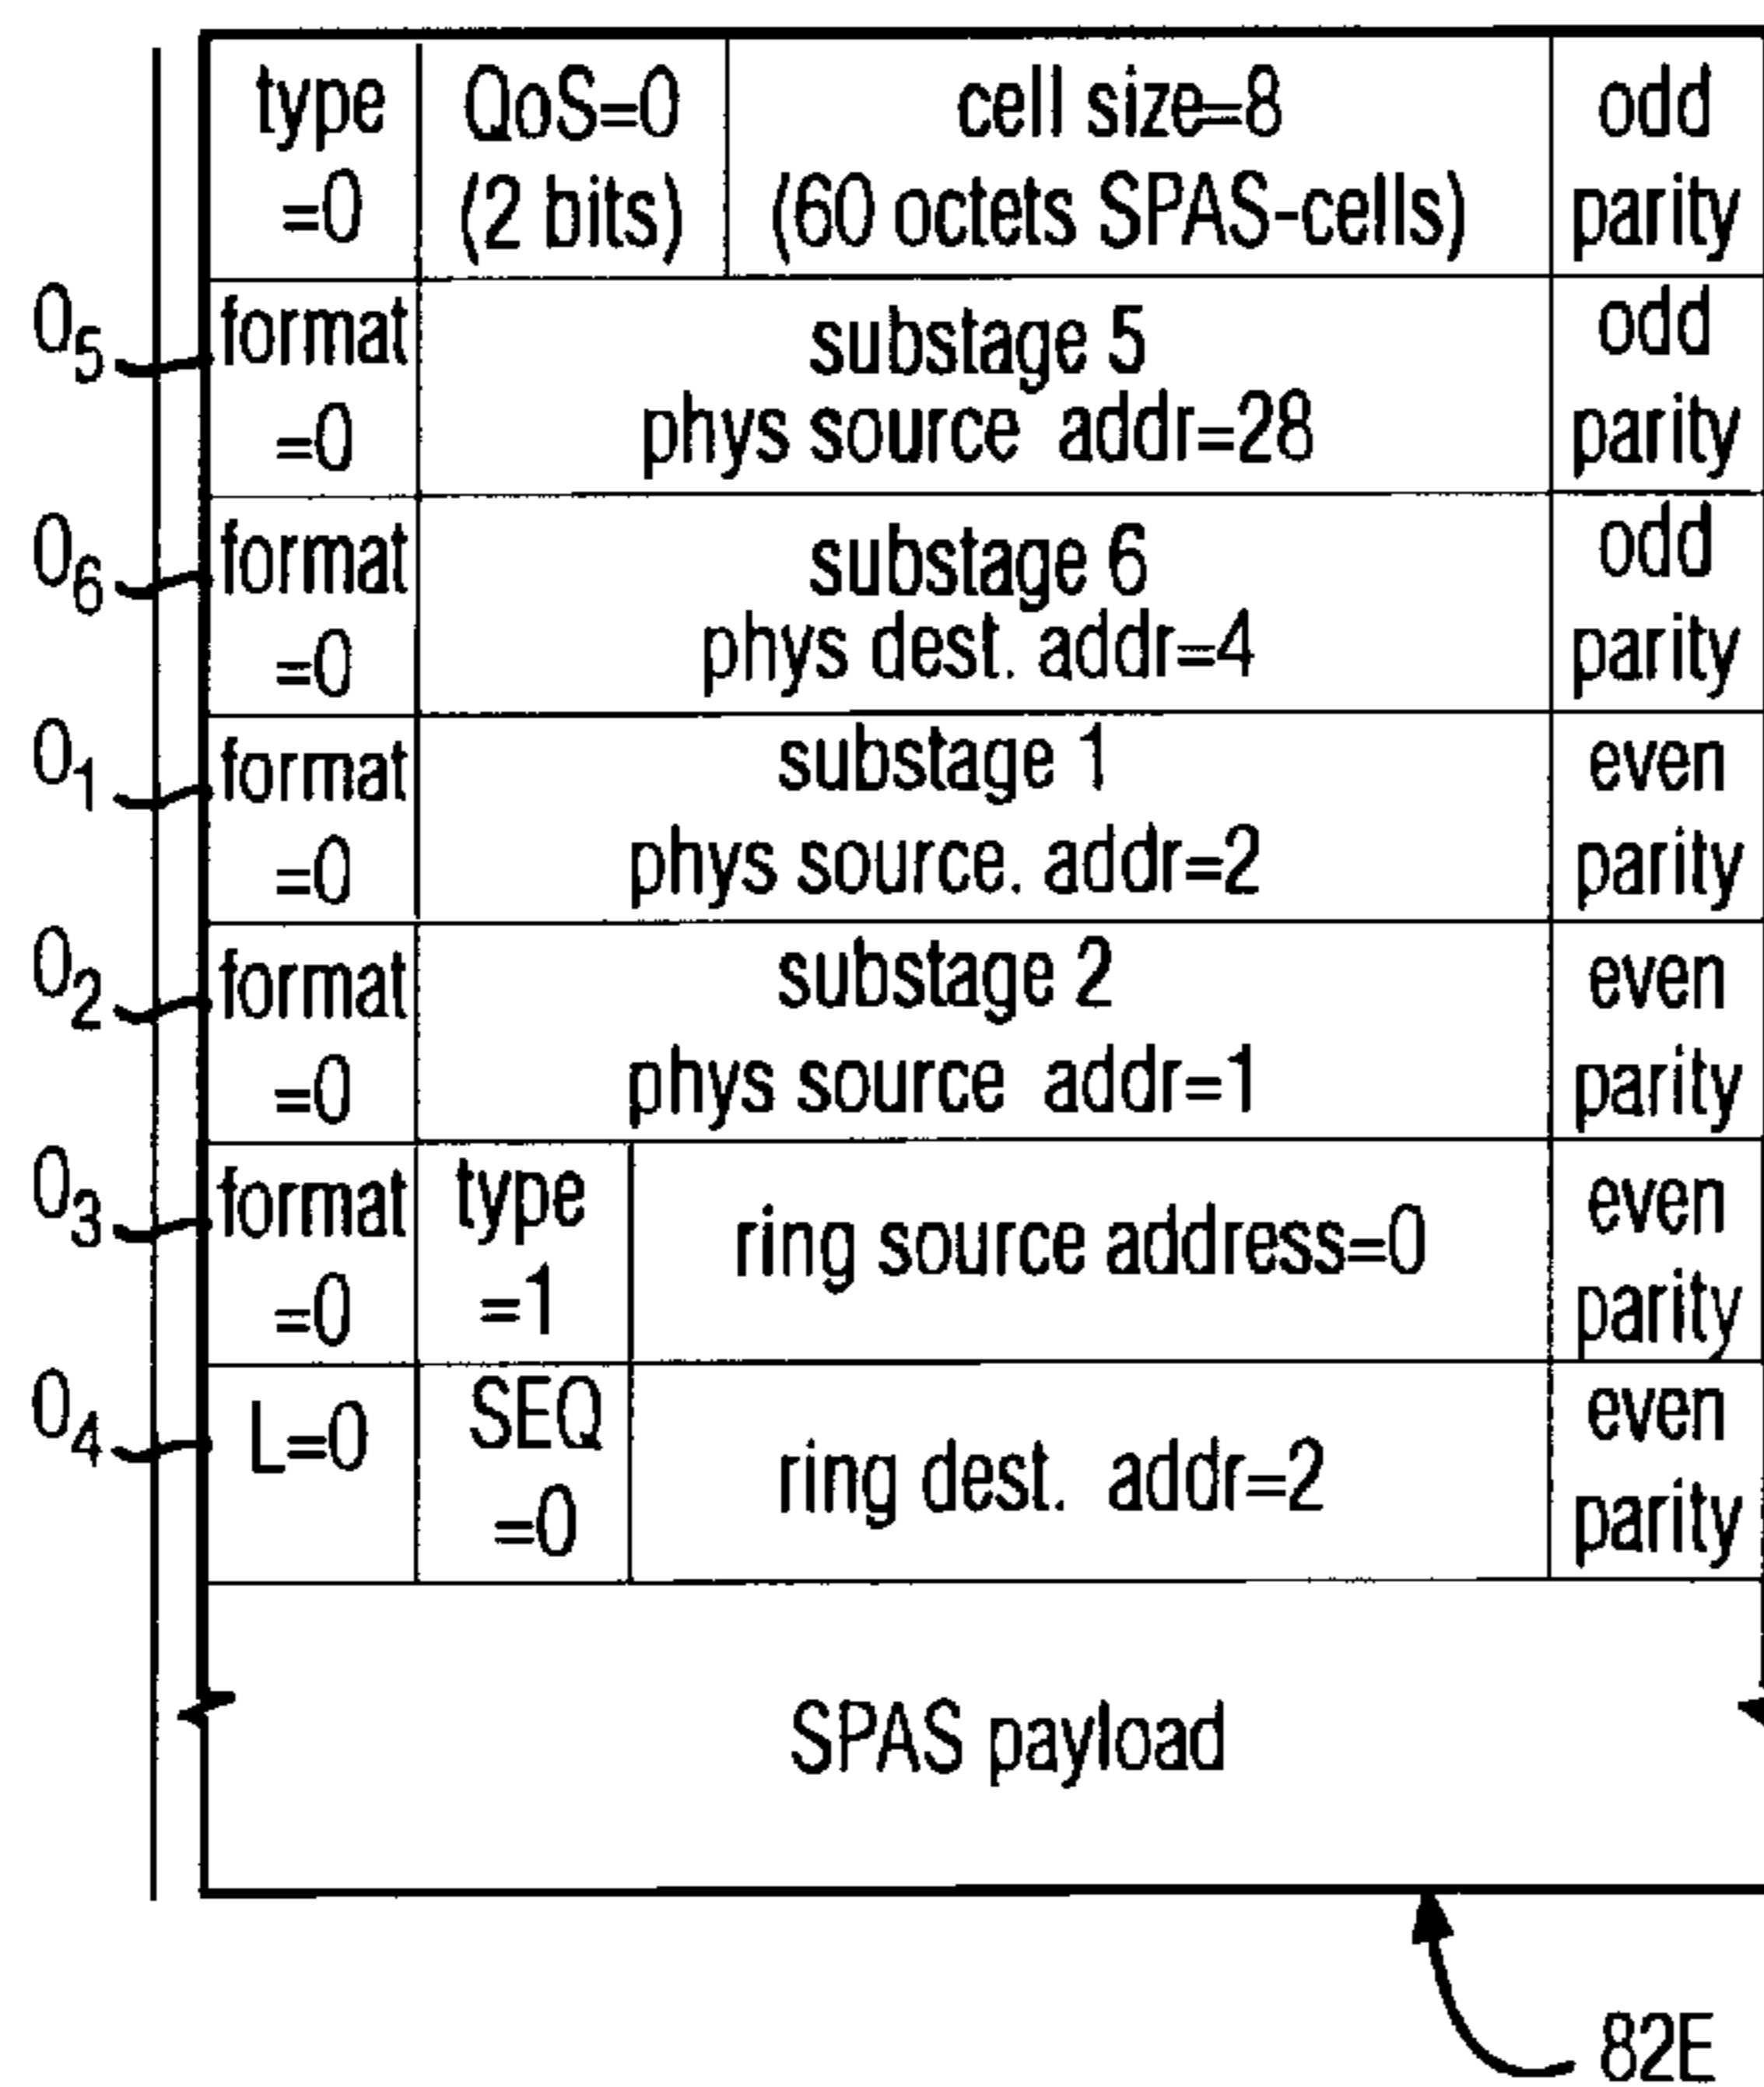 type QoS=0 cell size=8 odd
=0 (2 bits) (60 octets SPAS-cells) parity
O5 format substage 5 odd
=0 phys source addr=28 parity
O6 format substage 6 odd
=0 phys dest. addr=4 parity
O1 format substage 1 even
=0 phys source. addr=2 parity
O2 format substage 2 even
=0 phys source addr=1 parity
O3 format type ring source address=0 even
=0 =1 parity
O4 L=0 SEQ ring dest. addr=2 even
=0 parity
SPAS payload
82E